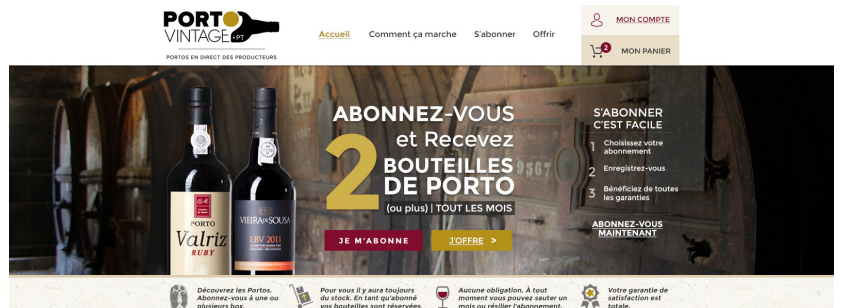 PORTO
VINTAGE •PT
PORTOS EN DIRECT DES PRODUCTEURS
Accueil
Comment ça marche
S'abonner
Offrir
MON COMPTE
2
MON PANIER
ABONNEZ-VOUS
et Recevez
2
BOUTEILLES
DE PORTO
(ou plus) | TOUT LES MOIS
JE M'ABONNE
J'OFFRE >
S'ABONNER
C'EST FACILE
1 Choisissez votre
abonnement
2 Enregistrez-vous
3 Bénéficiez de toutes
les garanties
ABONNEZ-VOUS
MAINTENANT
PORTO
Valriz
RUBY
VIEIRA DE SOUSA
LBV 2011
9367
Découvrez les Portos.
Abonnez-vous à une ou
plusieurs box.
Pour vous il y aura toujours
du stock. En tant qu'abonné
vos bouteilles sont réservées.
Aucune obligation. À tout
moment vous pouvez sauter un
mois ou résilier l'abonnement.
Votre garantie de
satisfaction est
totale.